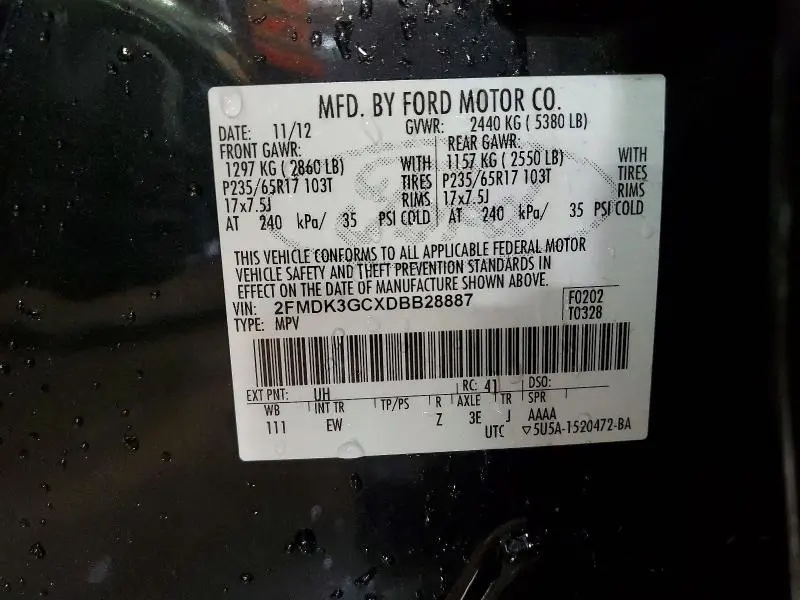 MFD. BY FORD MOTOR CO.
DATE: 11/12 GVWR: 2440 KG ( 5380 LB)
FRONT GAWR: REAR GAWR:
1297 KG ( 2860 LB) WITH 1157 KG ( 2550 LB) WITH
P235/65R17 103T TIRES P235/65R17 103T TIRES
17x7.5J RIMS 17x7.5J RIMS
AT 240 kPa/ 35 PSI COLD AT 240 kPa/ 35 PSI COLD
THIS VEHICLE CONFORMS TO ALL APPLICABLE FEDERAL MOTOR
VEHICLE SAFETY AND THEFT PREVENTION STANDARDS IN
EFFECT ON THE DATE OF MANUFACTURE SHOWN ABOVE.
VIN: 2FMDK3GCXDBB28887 F0202
TYPE: MPV T0328
EXT PNT: UH RC: 41 DSO:
WB INT TR TP/PS R AXLE TR SPR
111 EW Z 3E J AAAA
UTC ▽5U5A-1520472-BA